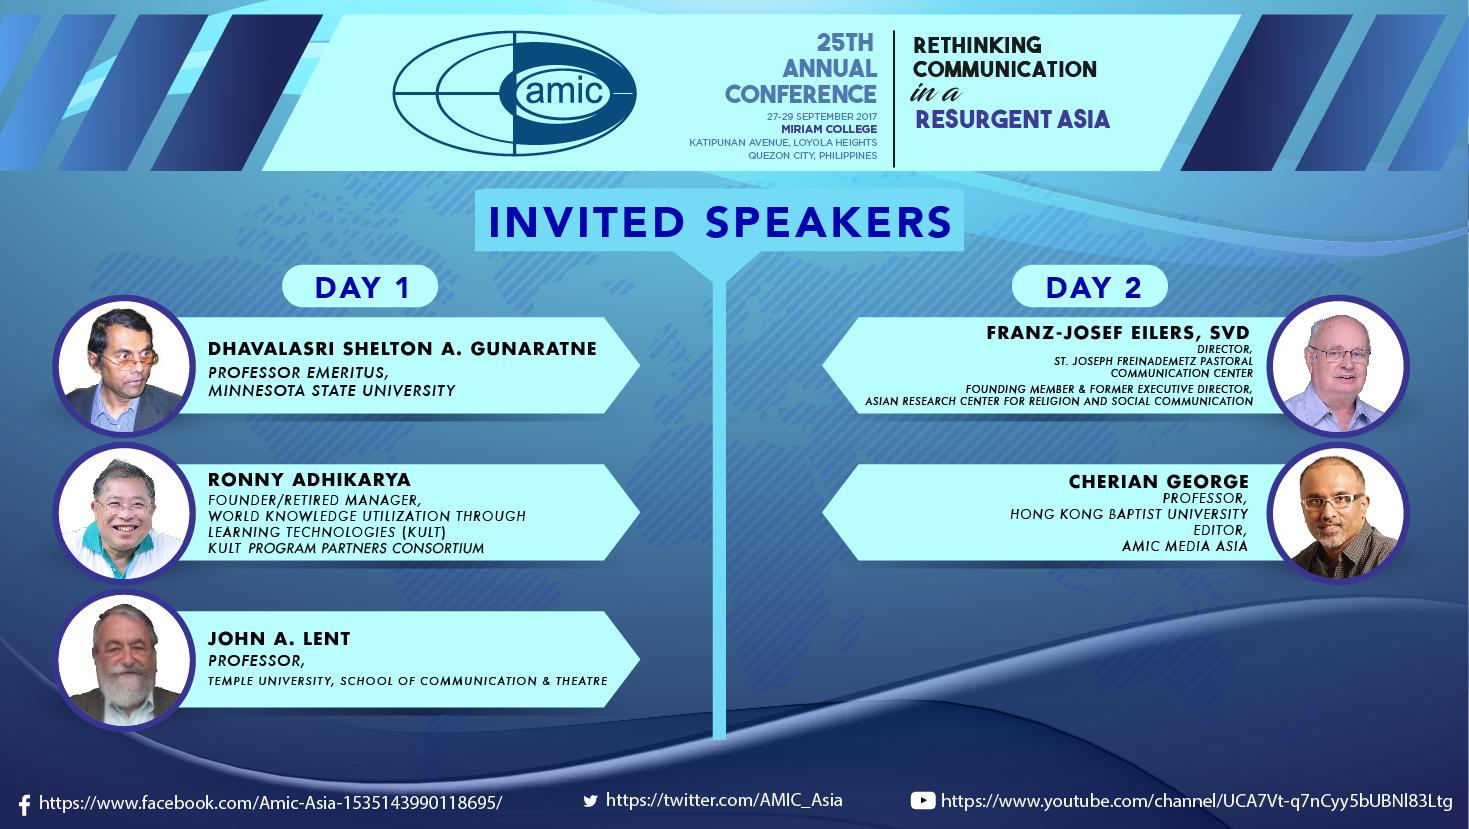 amic
25TH
ANNUAL
CONFERENCE
27-29 SEPTEMBER 2017
MIRIAM COLLEGE
KATIPUNAN AVENUE, LOYOLA HEIGHTS
QUEZON CITY, PHILIPPINES
RETHINKING
COMMUNICATION
in a
RESURGENT ASIA
INVITED SPEAKERS
DAY 1
DHAVALASRI SHELTON A. GUNARATNE
PROFESSOR EMERITUS,
MINNESOTA STATE UNIVERSITY
RONNY ADHIKARYA
FOUNDER/RETIRED MANAGER,
WORLD KNOWLEDGE UTILIZATION THROUGH
LEARNING TECHNOLOGIES (KULT)
KULT PROGRAM PARTNERS CONSORTIUM
JOHN A. LENT
PROFESSOR,
TEMPLE UNIVERSITY, SCHOOL OF COMMUNICATION & THEATRE
DAY 2
FRANZ-JOSEF EILERS, SVD
DIRECTOR,
ST. JOSEPH FREINADEMETZ PASTORAL
COMMUNICATION CENTER
FOUNDING MEMBER & FORMER EXECUTIVE DIRECTOR,
ASIAN RESEARCH CENTER FOR RELIGION AND SOCIAL COMMUNICATION
CHERIAN GEORGE
PROFESSOR,
HONG KONG BAPTIST UNIVERSITY
EDITOR,
AMIC MEDIA ASIA
https://www.facebook.com/Amic-Asia-1535143990118695/
https://twitter.com/AMIC_Asia
https://www.youtube.com/channel/UCA7Vt-q7nCyy5bUBNl83Ltg